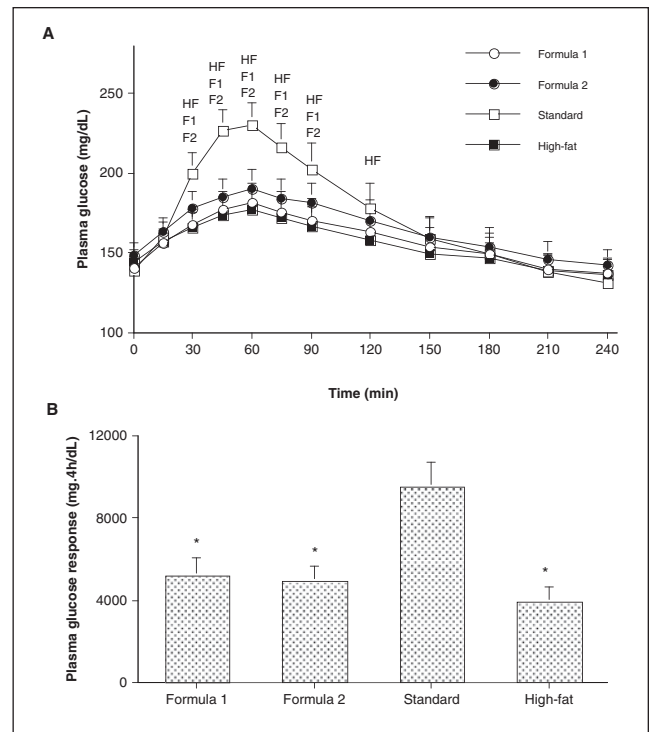 A
Plasma glucose (mg/dL)
250
200
150
100
HF
F1
F2
HF
F1
F2
HF
F1
F2
HF
F1
F2
HF
F1
F2
HF
Formula 1
Formula 2
Standard
High-fat
0 30 60 90 120 150 180 210 240
Time (min)
B
Plasma glucose response (mg.4h/dL)
12000
8000
4000
0
* * *
Formula 1 Formula 2 Standard High-fat